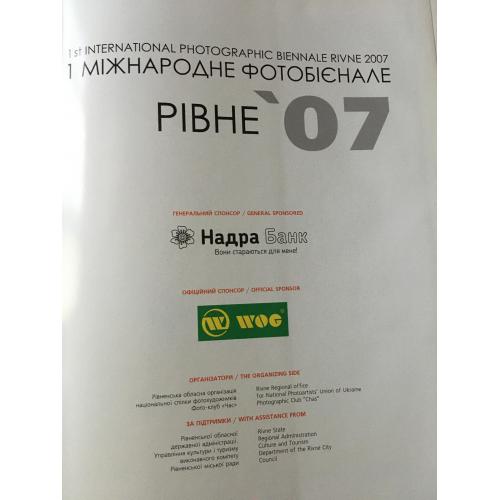 1st INTERNATIONAL PHOTOGRAPHIC BIENNALE RIVNE 2007
1 МІЖНАРОДНЕ ФОТОБІЄНАЛЕ
РІВНЕ `07
ГЕНЕРАЛЬНИЙ СПОНСОР / GENERAL SPONSORED
Надра Банк
Вони стараються для мене!
ОФІЦІЙНИЙ СПОНСОР / OFFICIAL SPONSOR
W WOG
ОРГАНІЗАТОРИ / THE ORGANIZING SIDE
Рівненська обласна організація
національної спілки фотохудожників
Фото-клуб «Час»
Rivne Regional office
for National Photoartists' Union of Ukraine
Photographic Club "Chas"
ЗА ПІДТРИМКИ / WITH ASSISTANCE FROM
Рівненської обласної
державної адміністрації
Управління культури і туризму
виконавчого комітету
Рівненської міської ради
Rivne State
Regional Administration
Culture and Tourism
Department of the Rivne City
Council